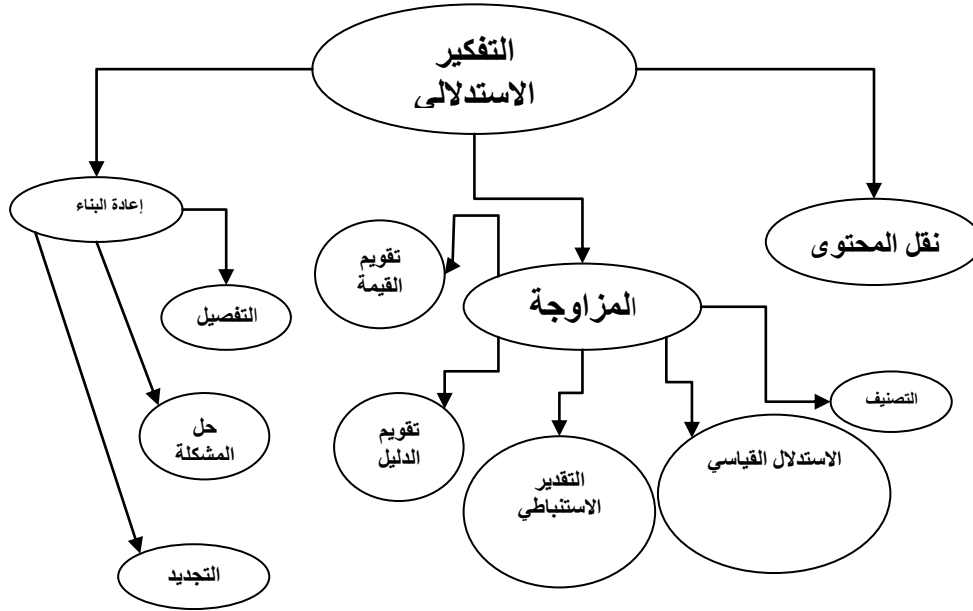 التفكير
الاستدلالي
نقل المحتوى
إعادة البناء
تقويم
القيمة
المزاوجة
التفصيل
التصنيف
حل
المشكلة
تقويم
الدليل
التقدير
الاستنباطي
الاستدلال القياسي
التجديد